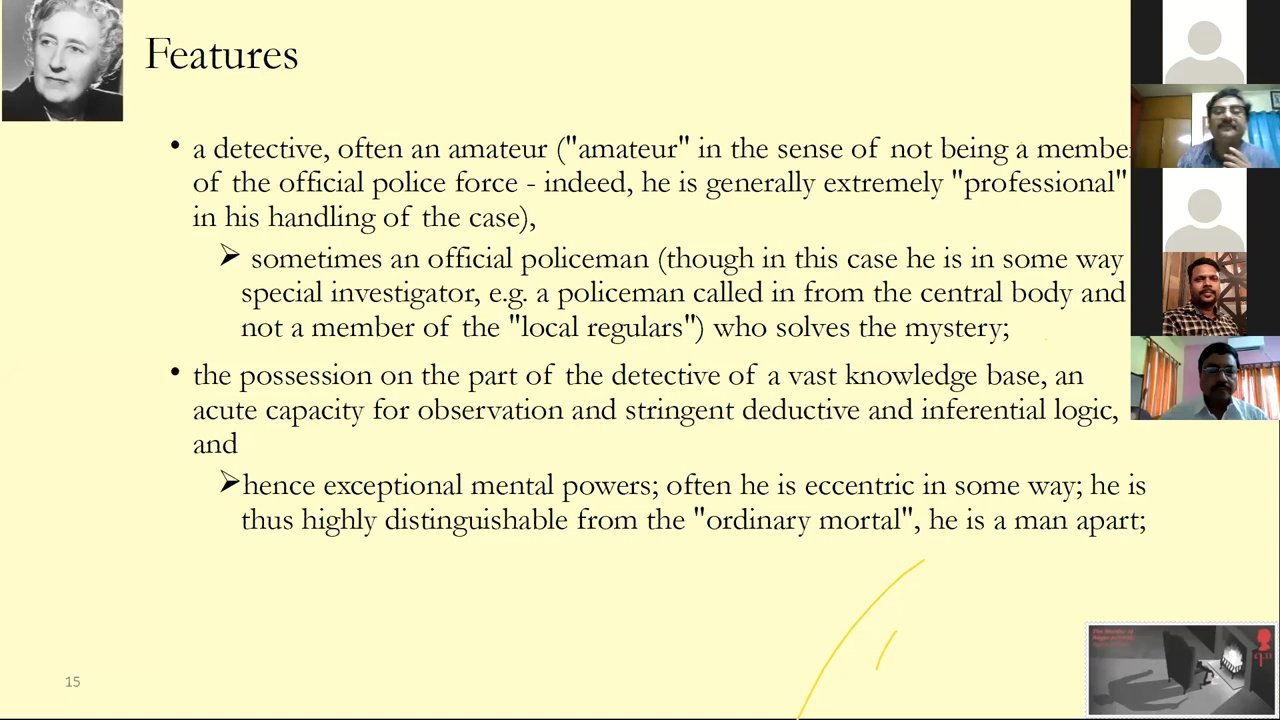 Features
• a detective, often an amateur ("amateur" in the sense of not being a membe
of the official police force - indeed, he is generally extremely "professional"
in his handling of the case),
➢ sometimes an official policeman (though in this case he is in some way
special investigator, e.g. a policeman called in from the central body and
not a member of the "local regulars") who solves the mystery;
• the possession on the part of the detective of a vast knowledge base, an
acute capacity for observation and stringent deductive and inferential logic,
and
➢hence exceptional mental powers; often he is eccentric in some way; he is
thus highly distinguishable from the "ordinary mortal", he is a man apart;
15